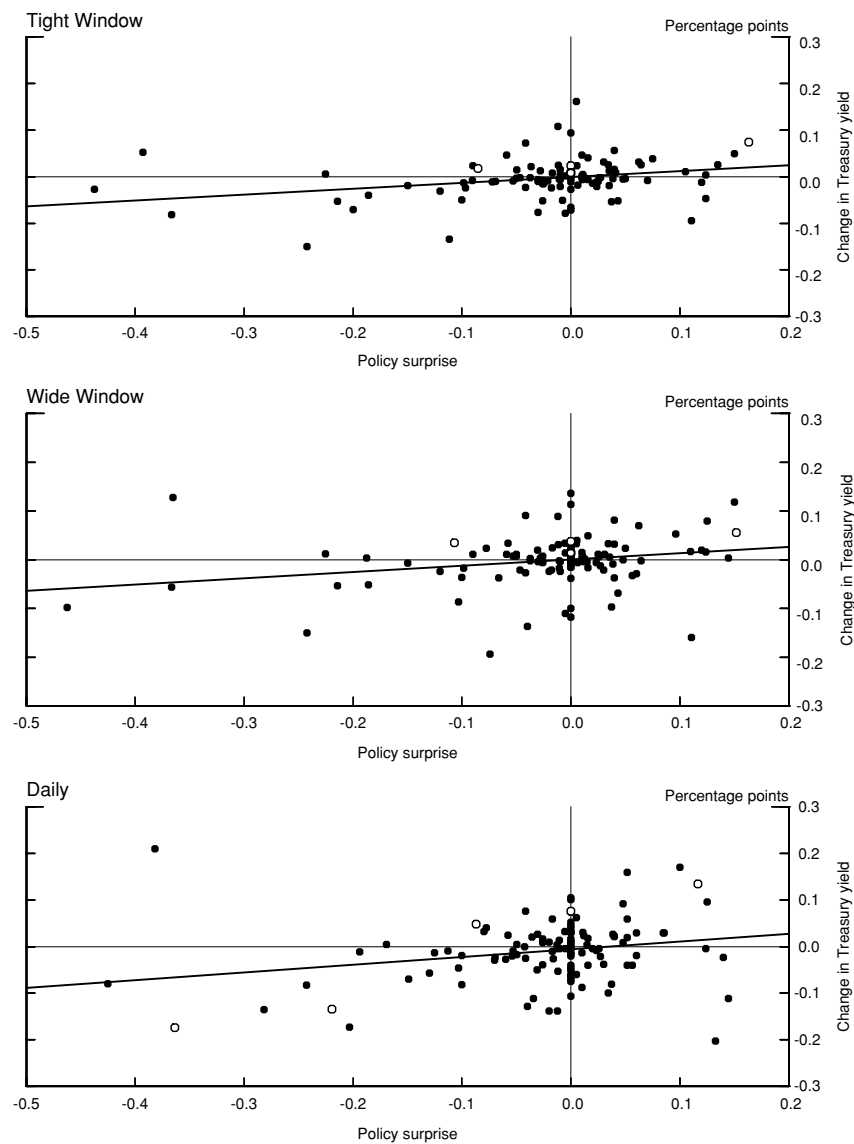 Tight Window
Percentage points
0.3
0.2
0.1
0.0
-0.1
-0.2
-0.3
Change in Treasury yield
-0.5 -0.4 -0.3 -0.2 -0.1 0.0 0.1 0.2
Policy surprise
Wide Window
Percentage points
0.3
0.2
0.1
0.0
-0.1
-0.2
-0.3
Change in Treasury yield
-0.5 -0.4 -0.3 -0.2 -0.1 0.0 0.1 0.2
Policy surprise
Daily
Percentage points
0.3
0.2
0.1
0.0
-0.1
-0.2
-0.3
Change in Treasury yield
-0.5 -0.4 -0.3 -0.2 -0.1 0.0 0.1 0.2
Policy surprise